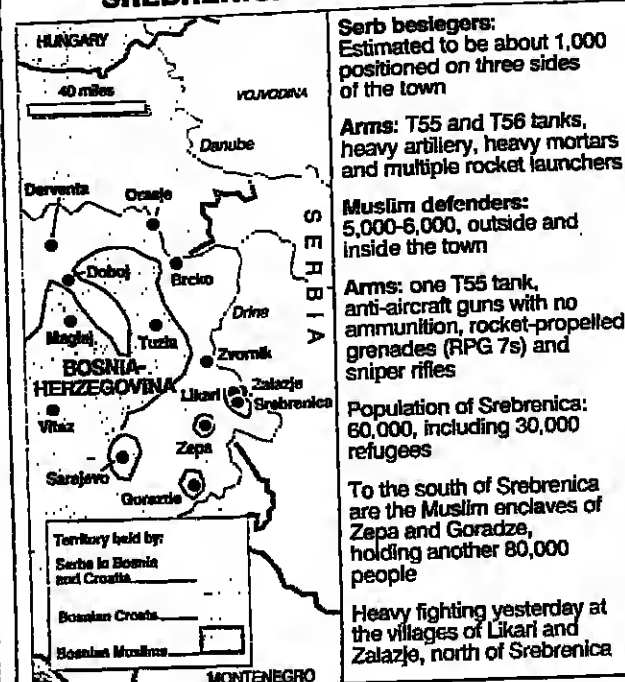 HUNGARY
40 miles
VOJVODINA
Danube
Derventa
Orasje
SERBIA
Doboj
Brcko
Drina
Maglaj
Tuzla
Zvornik
BOSNIA-
HERZEGOVINA
Likari
Zalazje
Srebrenica
Vitez
Zepa
Sarajevo
Gorazde
Territory held by:
Serbs in Bosnia
and Croatia
Bosnian Croats
Bosnian Muslims
MONTENEGRO
Serb besiegers:
Estimated to be about 1,000
positioned on three sides
of the town
Arms: T55 and T56 tanks,
heavy artillery, heavy mortars
and multiple rocket launchers
Muslim defenders:
5,000-6,000, outside and
inside the town
Arms: one T55 tank,
anti-aircraft guns with no
ammunition, rocket-propelled
grenades (RPG 7s) and
sniper rifles
Population of Srebrenica:
60,000, including 30,000
refugees
To the south of Srebrenica
are the Muslim enclaves of
Zepa and Goradze,
holding another 80,000
people
Heavy fighting yesterday at
the villages of Likari and
Zalazje, north of Srebrenica